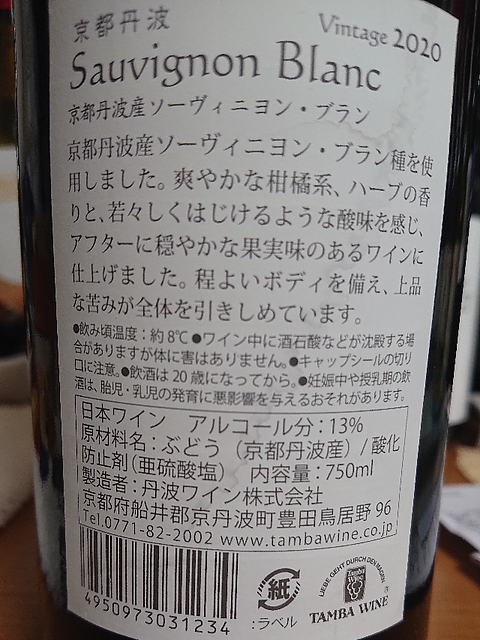 京都丹波
Vintage 2020
Sauvignon Blanc
京都丹波産ソーヴィニヨン・ブラン
京都丹波産ソーヴィニヨン・ブラン種を使
用しました。爽やかな柑橘系、ハーブの香
りと、若々しくはじけるような酸味を感じ、
アフターに穏やかな果実味のあるワインに
仕上げました。程よいボディを備え、上品
な苦みが全体を引きしめています。
●飲み頃温度：約8℃ ●ワイン中に酒石酸などが沈殿する場
合がありますが体に害はありません。●キャップシールの切り
口に注意。●飲酒は20歳になってから。●妊娠中や授乳期の飲
酒は、胎児・乳児の発育に悪影響を与えるおそれがあります。
日本ワイン アルコール分：13%
原材料名：ぶどう（京都丹波産）/ 酸化
防止剤（亜硫酸塩） 内容量：750ml
製造者：丹波ワイン株式会社
京都府船井郡京丹波町豊田鳥居野 96
Tel.0771-82-2002 www.tambawine.co.jp
4950973031234
紙
：ラベル
LIEBE GEHT DURCH DEN MAGEN
Tamba
Wine
TAMBA WINE